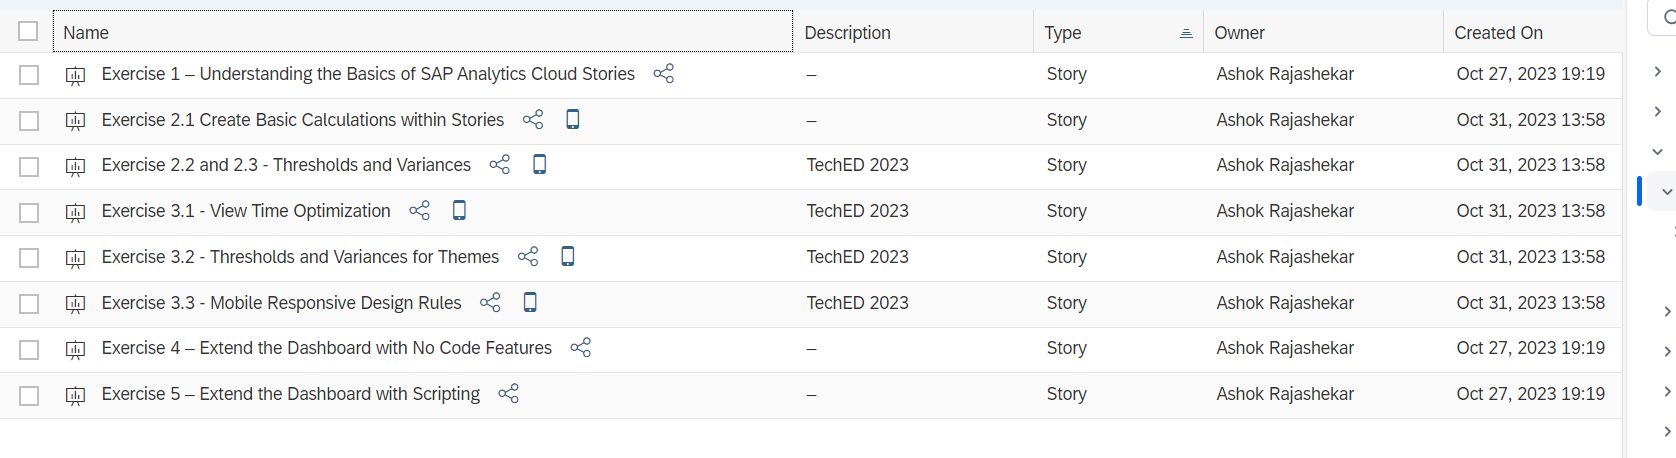 Name Description Type Owner Created On
Exercise 1 – Understanding the Basics of SAP Analytics Cloud Stories – Story Ashok Rajashekar Oct 27, 2023 19:19
Exercise 2.1 Create Basic Calculations within Stories – Story Ashok Rajashekar Oct 31, 2023 13:58
Exercise 2.2 and 2.3 - Thresholds and Variances TechED 2023 Story Ashok Rajashekar Oct 31, 2023 13:58
Exercise 3.1 - View Time Optimization TechED 2023 Story Ashok Rajashekar Oct 31, 2023 13:58
Exercise 3.2 - Thresholds and Variances for Themes TechED 2023 Story Ashok Rajashekar Oct 31, 2023 13:58
Exercise 3.3 - Mobile Responsive Design Rules TechED 2023 Story Ashok Rajashekar Oct 31, 2023 13:58
Exercise 4 – Extend the Dashboard with No Code Features – Story Ashok Rajashekar Oct 27, 2023 19:19
Exercise 5 – Extend the Dashboard with Scripting – Story Ashok Rajashekar Oct 27, 2023 19:19